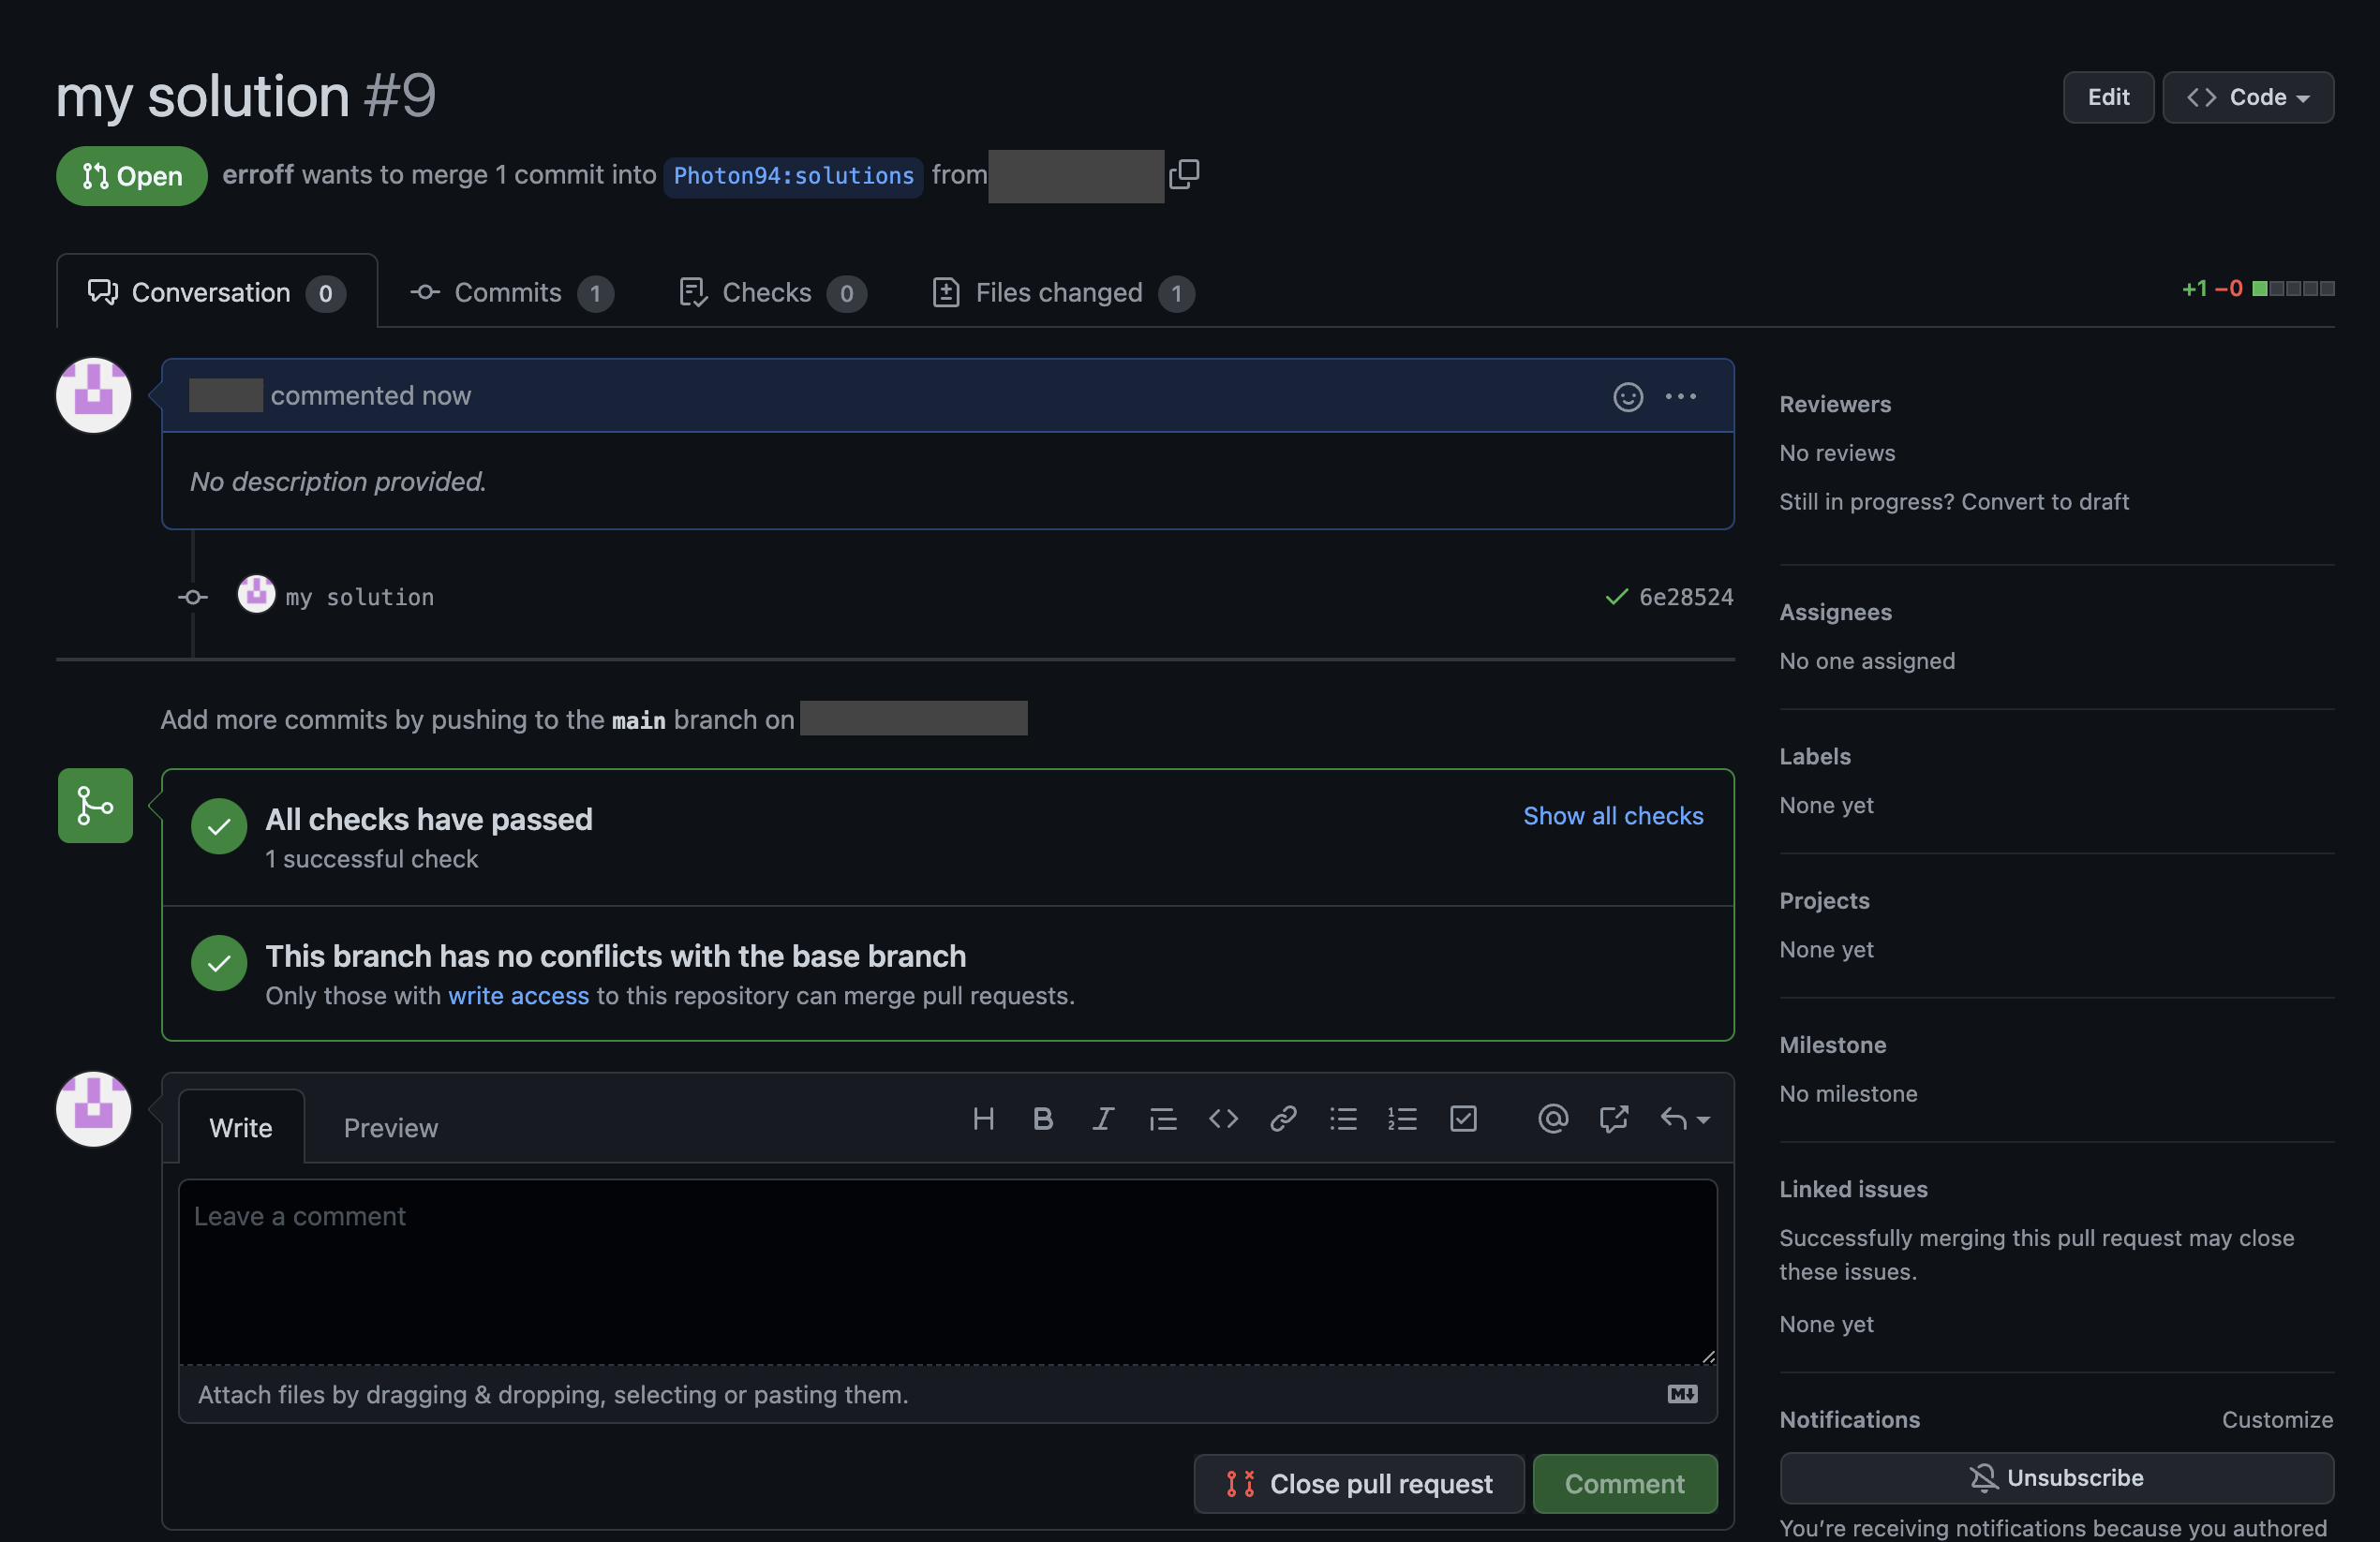 my solution #9
Edit
Code
Open
erroff wants to merge 1 commit into Photon94:solutions from
Conversation 0
Commits 1
Checks 0
Files changed 1
+1 −0
commented now
No description provided.
my solution
6e28524
Add more commits by pushing to the main branch on
All checks have passed
1 successful check
Show all checks
This branch has no conflicts with the base branch
Only those with write access to this repository can merge pull requests.
Write
Preview
Leave a comment
Attach files by dragging & dropping, selecting or pasting them.
Close pull request
Comment
Reviewers
No reviews
Still in progress? Convert to draft
Assignees
No one assigned
Labels
None yet
Projects
None yet
Milestone
No milestone
Linked issues
Successfully merging this pull request may close
these issues.
None yet
Notifications
Customize
Unsubscribe
You’re receiving notifications because you authored